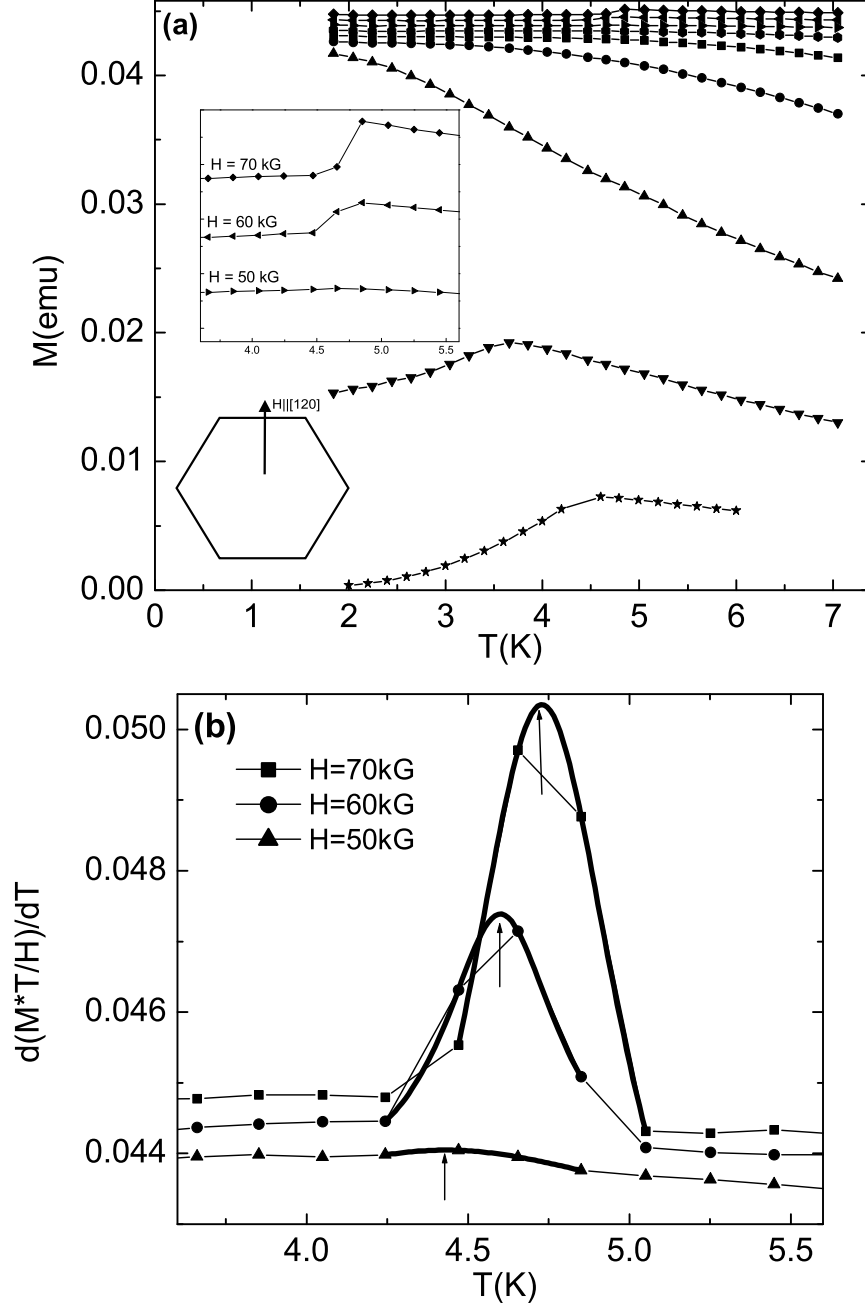 (a)
0.04
0.03
0.02
0.01
0.00
M(emu)
H = 70 kG
H = 60 kG
H = 50 kG
4.0 4.5 5.0 5.5
H||[120]
0 1 2 3 4 5 6 7
T(K)
(b)
0.050
0.048
0.046
0.044
d(M*T/H)/dT
H=70kG
H=60kG
H=50kG
4.0 4.5 5.0 5.5
T(K)